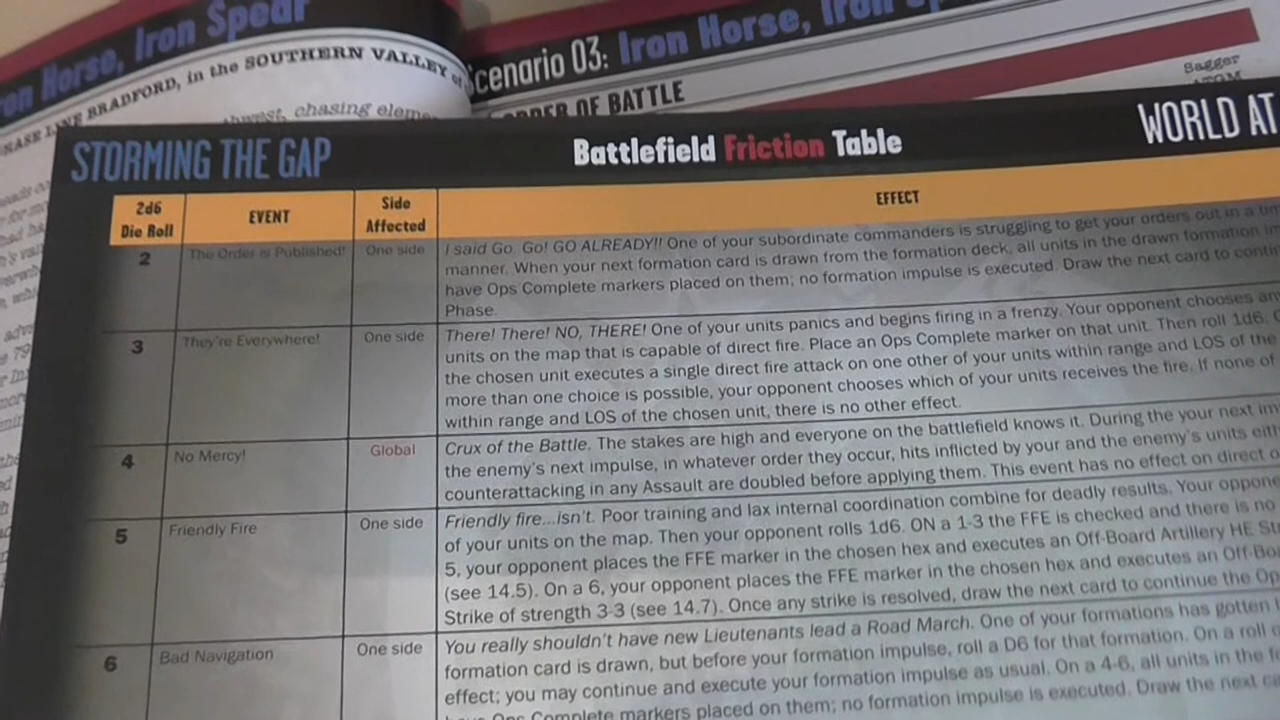 on Horse, Iron Spear
BRADFORD, in the SOUTHERN VALLEY
chasing
Scenario 03: Iron Horse,
ORDER OF BATTLE
Sagger
STORMING THE GAP
Battlefield Friction Table
WORLD AT
2d6 Die Roll
EVENT
Side Affected
EFFECT
2
The Order is Published!
One side
I said Go. Go! GO ALREADY!! One of your subordinate commanders is struggling to get your orders out in a
manner. When your next formation card is drawn from the formation deck, all units in the drawn formation
have Ops Complete markers placed on them; no formation impulse is executed. Draw the next card to
Phase.
3
They're Everywhere!
One side
There! There! NO, THERE! One of your units panics and begins firing in a frenzy. Your opponent chooses
units on the map that is capable of direct fire. Place an Ops Complete marker on that unit. Then roll 1d6.
the chosen unit executes a single direct fire attack on one other of your units within range and LOS of the
more than one choice is possible, your opponent chooses which of your units receives the fire. If none of
within range and LOS of the chosen unit, there is no other effect.
4
No Mercy!
Global
Crux of the Battle. The stakes are high and everyone on the battlefield knows it. During the your next
the enemy's next impulse, in whatever order they occur, hits inflicted by your and the enemy's units
counterattacking in any Assault are doubled before applying them. This event has no effect on direct
5
Friendly Fire
One side
Friendly fire...isn't. Poor training and lax internal coordination combine for deadly results. Your
of your units on the map. Then your opponent rolls 1d6. ON a 1-3 the FFE is checked and there is no
5, your opponent places the FFE marker in the chosen hex and executes an Off-Board Artillery HE
(see 14.5). On a 6, your opponent places the FFE marker in the chosen hex and executes an
Strike of strength 3-3 (see 14.7). Once any strike is resolved, draw the next card to continue the
6
Bad Navigation
One side
You really shouldn't have new Lieutenants lead a Road March. One of your formations has gotten
formation card is drawn, but before your formation impulse, roll a D6 for that formation. On a roll
effect; you may continue and execute your formation impulse as usual. On a 4-6, all units in the
have Ops Complete markers placed on them; no formation impulse is executed. Draw the next